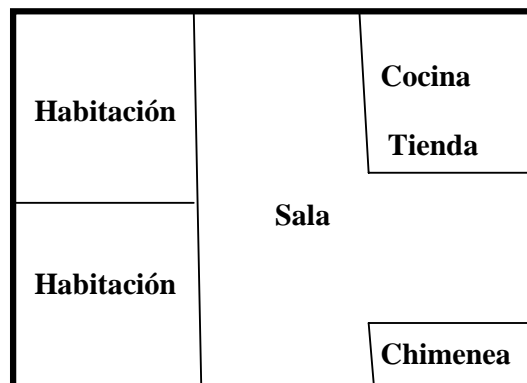 Habitación
Cocina
Tienda
Sala
Habitación
Chimenea